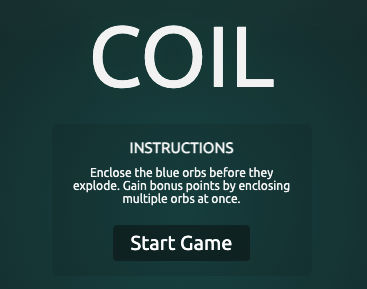 COIL
INSTRUCTIONS
Enclose the blue orbs before they
explode. Gain bonus points by enclosing
multiple orbs at once.
Start Game